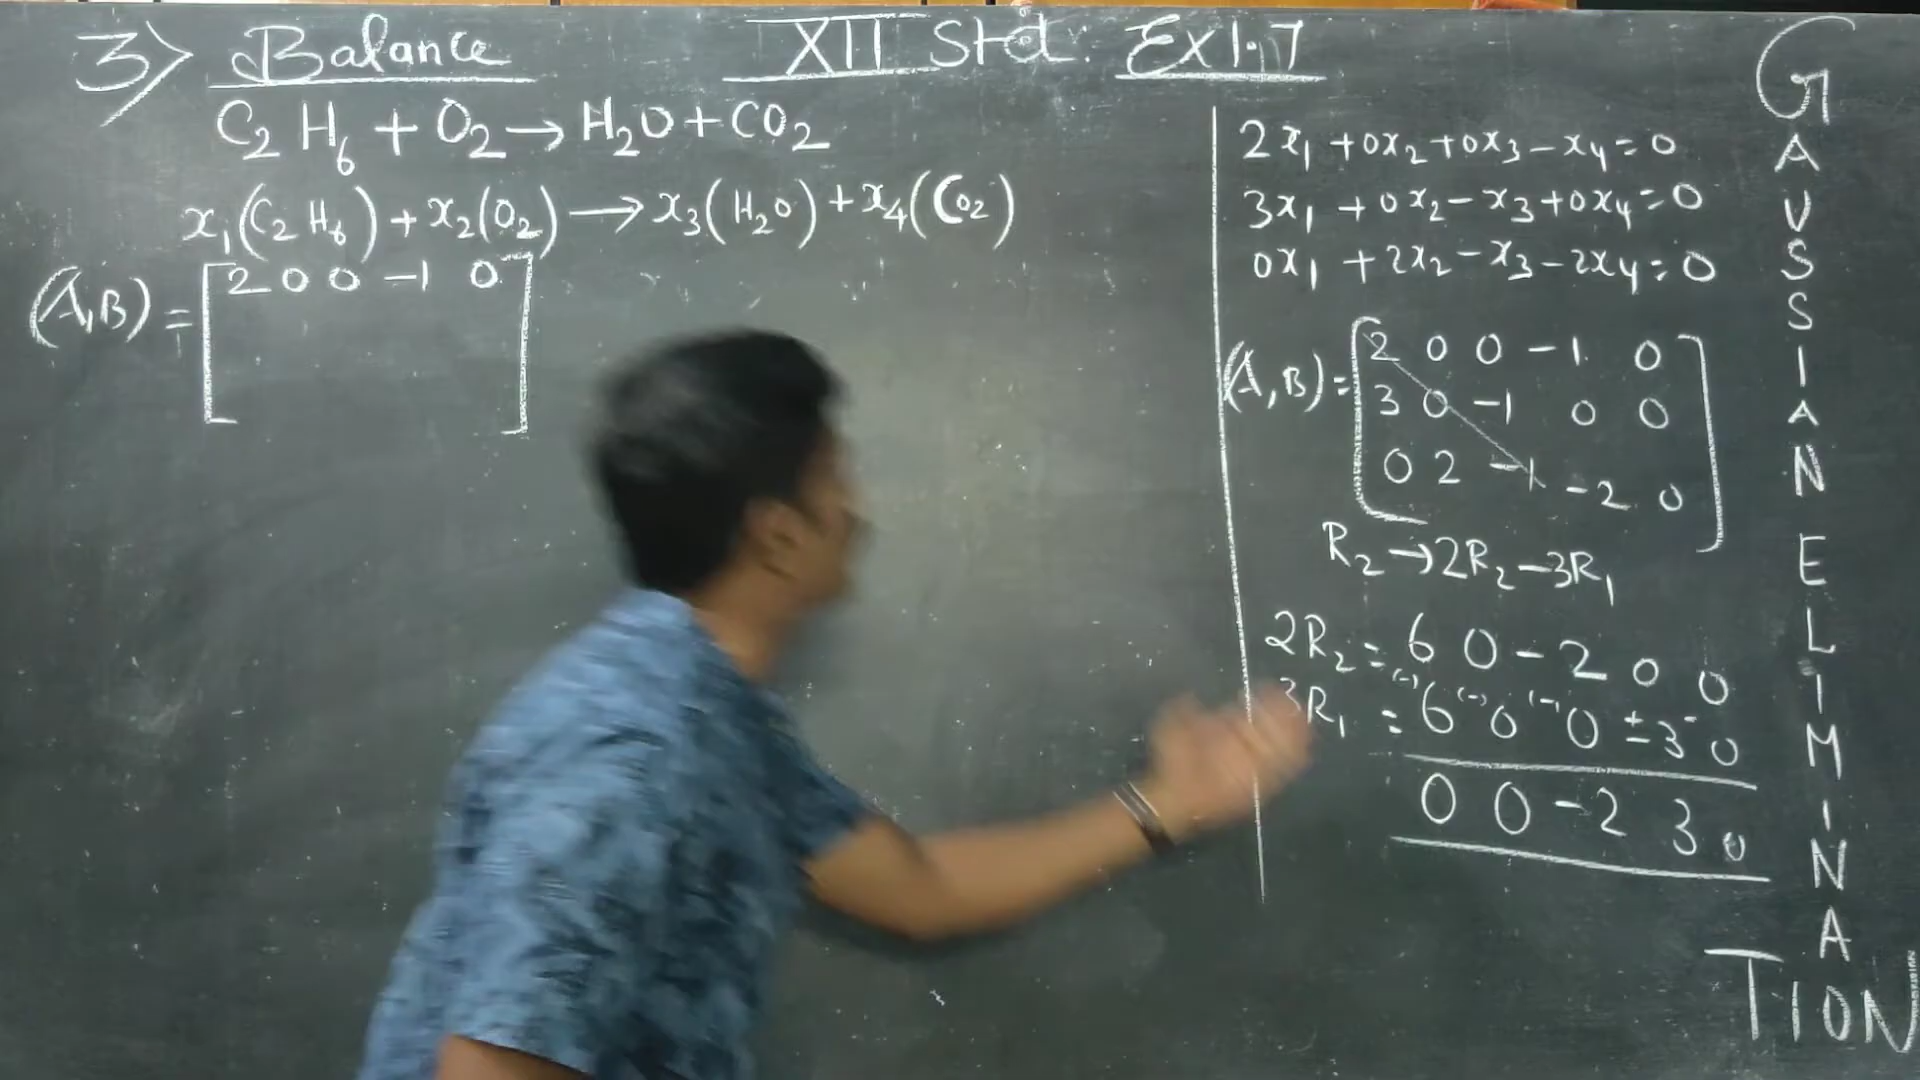 3) Balance XII Std. EX1.7
C₂H₆ + O₂ → H₂O + CO₂
x₁(C₂H₆) + x₂(O₂) → x₃(H₂O) + x₄(CO₂)
(A,B) = [2 0 0 -1 0]
2x₁ + 0x₂ + 0x₃ - x₄ = 0
3x₁ + 0x₂ - x₃ + 0x₄ = 0
0x₁ + 2x₂ - x₃ - 2x₄ = 0
(A,B) = [2 0 0 -1 0
3 0 -1 0 0
0 2 -1 -2 0]
R₂ → 2R₂ - 3R₁
2R₂ = 6 0 -2 0 0
3R₁ = (-)6 (-)0 (-)0 ±3 -0
0 0 -2 3 0
GAUSSIAN ELIMINATION